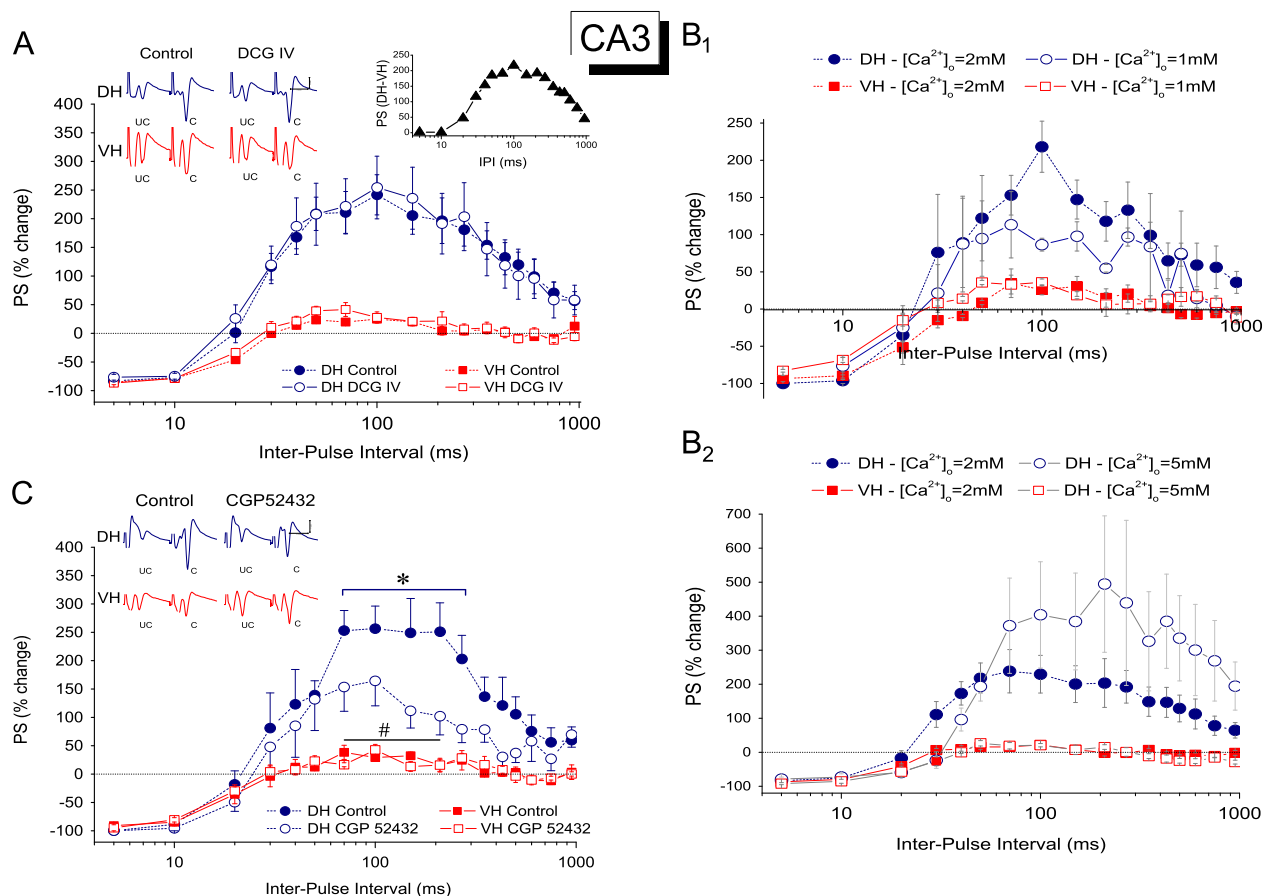 CA3
A
Control DCG IV
DH
UC C UC C
VH
UC C UC C
PS (DH-VH)
250
200
150
100
50
0
10 100 1000
IPI (ms)
PS (% change)
400
350
300
250
200
150
100
50
0
-50
-100
DH Control VH Control
DH DCG IV VH DCG IV
10 100 1000
Inter-Pulse Interval (ms)
B1
DH - [Ca2+]o=2mM DH - [Ca2+]o=1mM
VH - [Ca2+]o=2mM VH - [Ca2+]o=1mM
PS (% change)
250
200
150
100
50
0
-50
-100
10 100 1000
Inter-Pulse Interval (ms)
B2
DH - [Ca2+]o=2mM DH - [Ca2+]o=5mM
VH - [Ca2+]o=2mM DH - [Ca2+]o=5mM
PS (% change)
700
600
500
400
300
200
100
0
-100
10 100 1000
Inter-Pulse Interval (ms)
C
Control CGP52432
DH
UC C UC C
VH
UC C UC C
PS (% change)
400
350
300
250
200
150
100
50
0
-50
-100
*
#
DH Control VH Control
DH CGP 52432 VH CGP 52432
10 100 1000
Inter-Pulse Interval (ms)